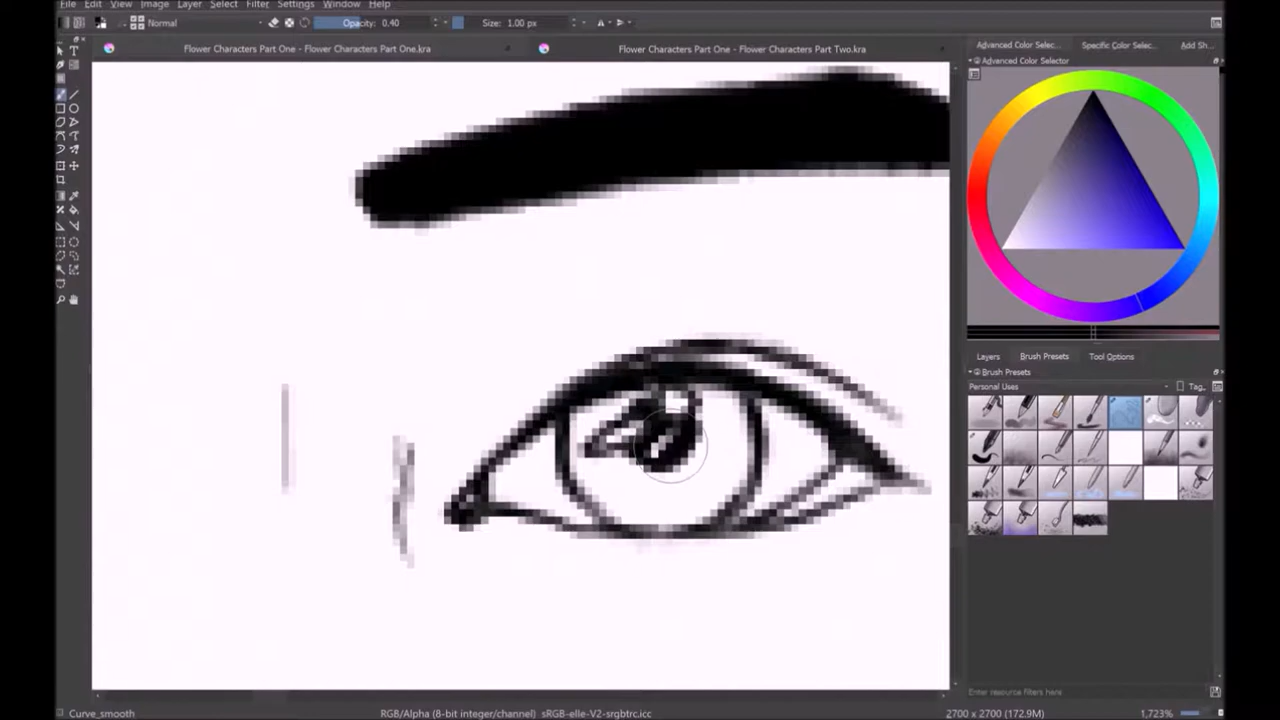 File Edit View Image Layer Select Filter Settings Window Help
Normal Opacity: 0.40 Size: 1.00 px
Flower Characters Part One - Flower Characters Part One.kra
Flower Characters Part One - Flower Characters Part Two.kra
Advanced Color Selec... Specific Color Selec... Add Sh...
Advanced Color Selector
Layers Brush Presets Tool Options
Brush Presets
Personal Uses Tag
Enter resource filters here
Curve_smooth RGB/Alpha (8-bit integer/channel) sRGB-elle-V2-srgbtrc.icc 2700 x 2700 (172.9M) 1,723%